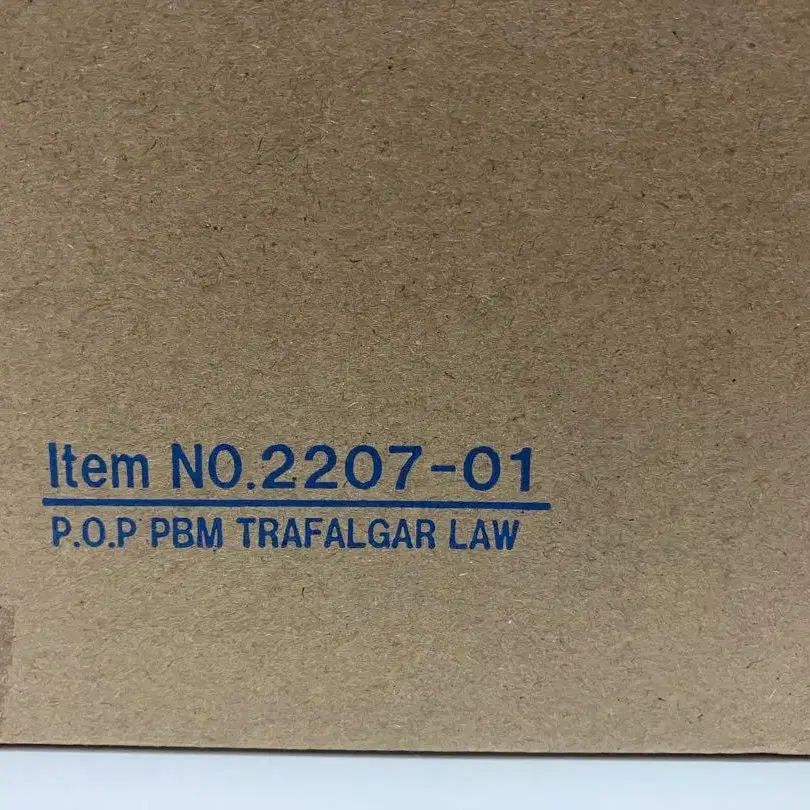 Item NO.2207-01
P.O.P PBM TRAFALGAR LAW